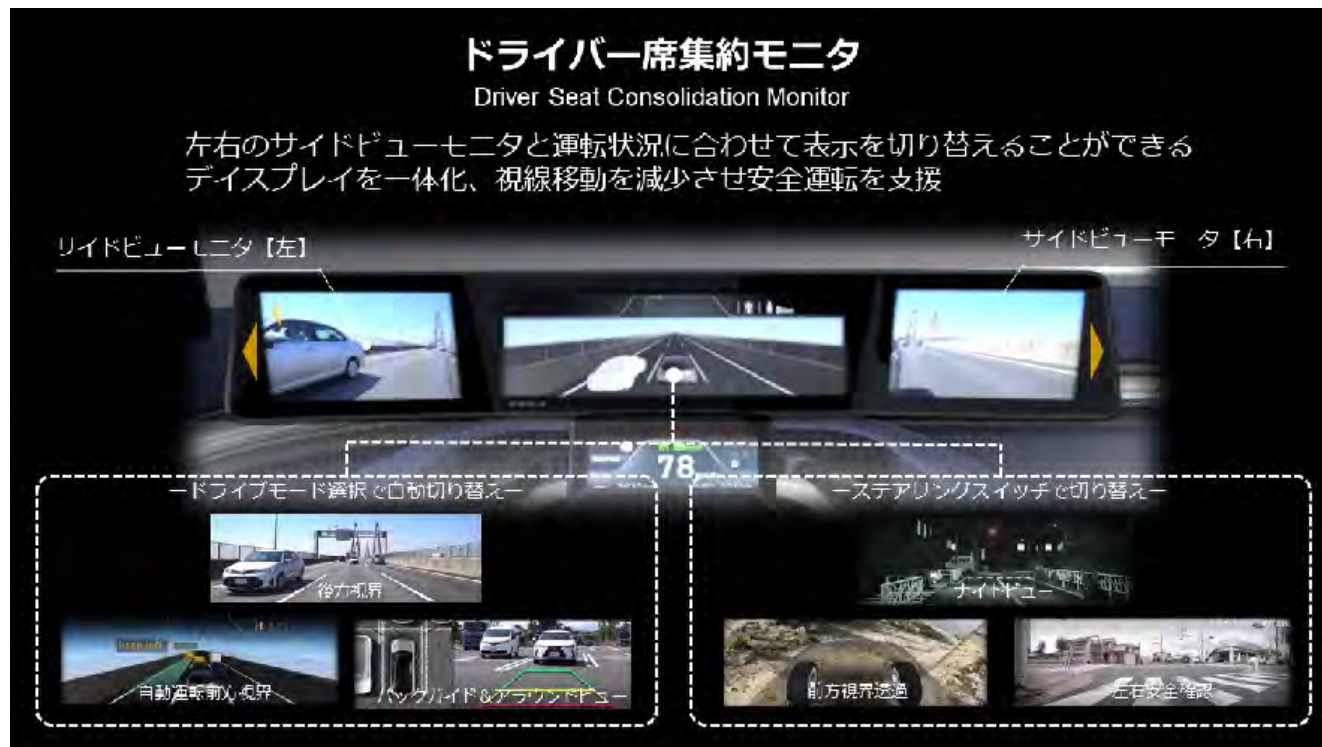 ドライバー席集約モニタ
Driver Seat Consolidation Monitor
左右のサイドビューモニタと運転状況に合わせて表示を切り替えることができる
デイスプレイを一体化、視線移動を減少させ安全運転を支援
サイドビューモニタ【左】
サイドビューモニタ【右】
78
ードライブモード選択で自動切り替えー
ーステアリングスイッチで切り替えー
後方視界
ナイトビュー
keep left
自動運転前方視界
バックガイド&アラウンドビュー
前方視界透過
左右安全確認